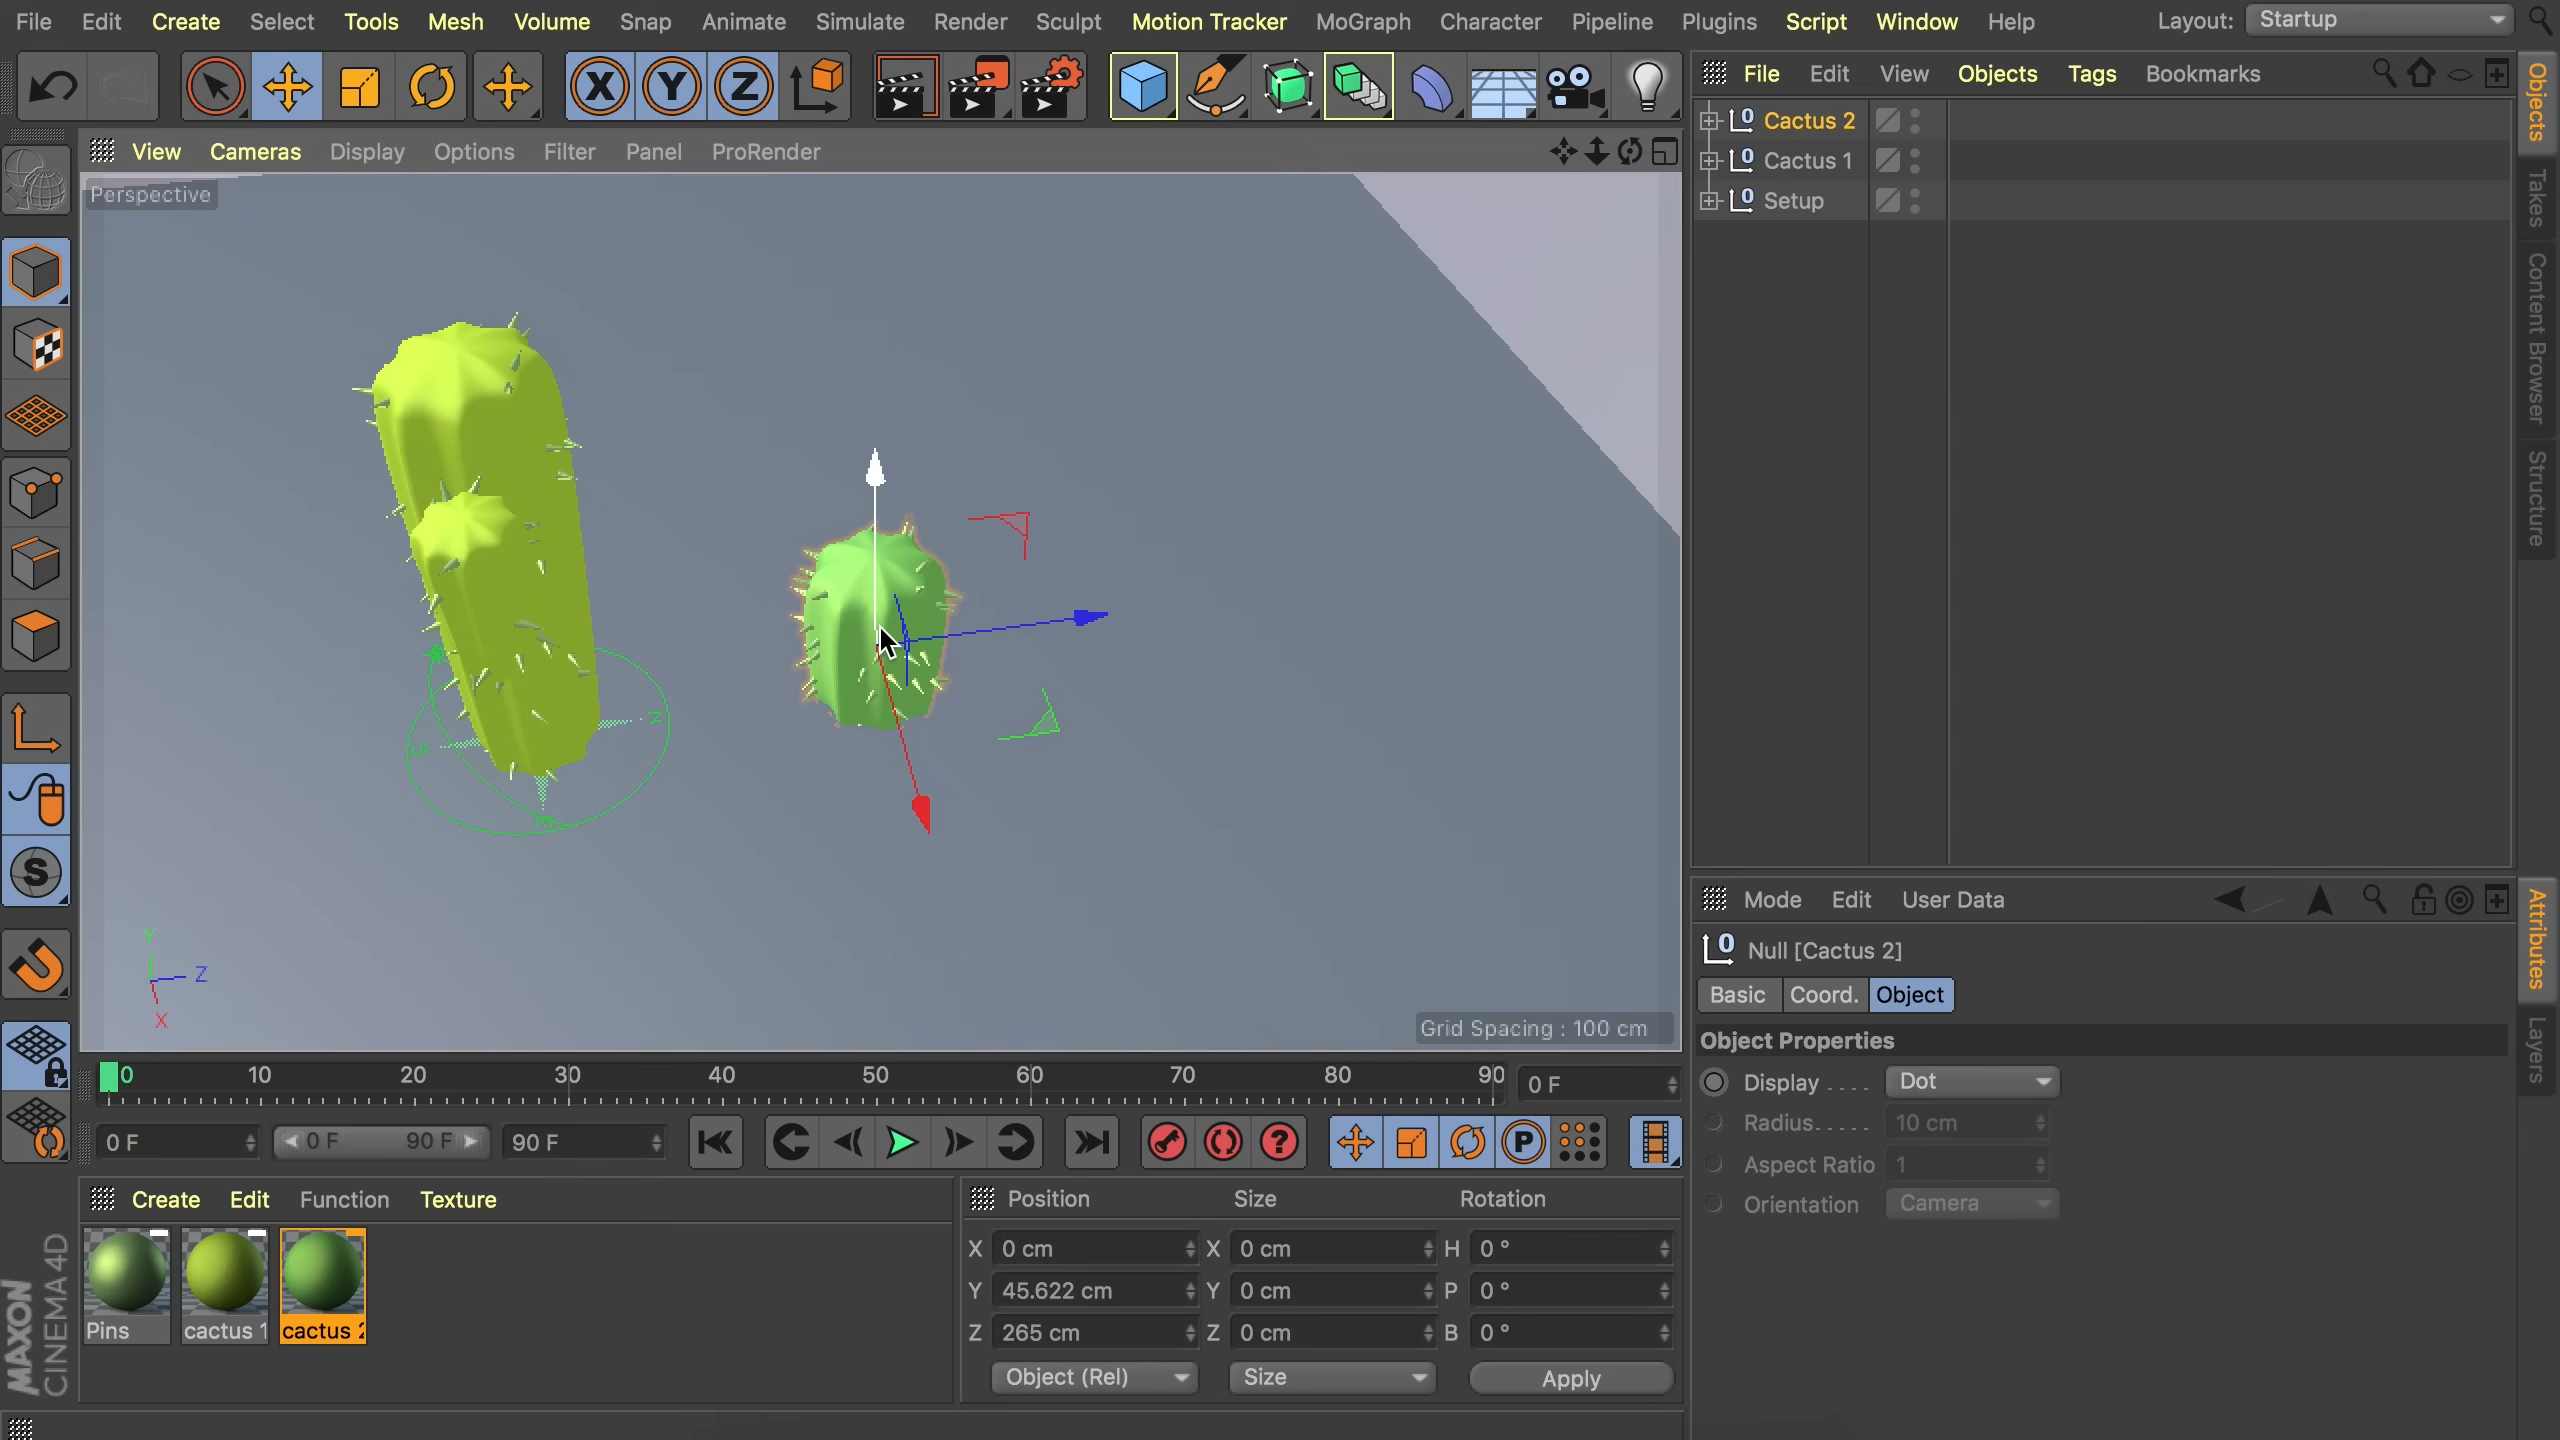 File Edit Create Select Tools Mesh Volume Snap Animate Simulate Render Sculpt Motion Tracker MoGraph Character Pipeline Plugins Script Window Help Layout: Startup
X Y Z
File Edit View Objects Tags Bookmarks
View Cameras Display Options Filter Panel ProRender
Perspective
Cactus 2
Cactus 1
Setup
Objects
Takes
Content Browser
Structure
Y
Z
X
Grid Spacing : 100 cm
Mode Edit User Data
Null [Cactus 2]
Basic Coord. Object
Object Properties
Display . . . . Dot
Radius. . . . . 10 cm
Aspect Ratio 1
Orientation Camera
Attributes
Layers
0 10 20 30 40 50 60 70 80 90 0 F
0 F 0 F 90 F 90 F
Create Edit Function Texture
Pins cactus 1 cactus 2
Position Size Rotation
X 0 cm X 0 cm H 0 °
Y 45.622 cm Y 0 cm P 0 °
Z 265 cm Z 0 cm B 0 °
Object (Rel) Size Apply
MAXON
CINEMA 4D